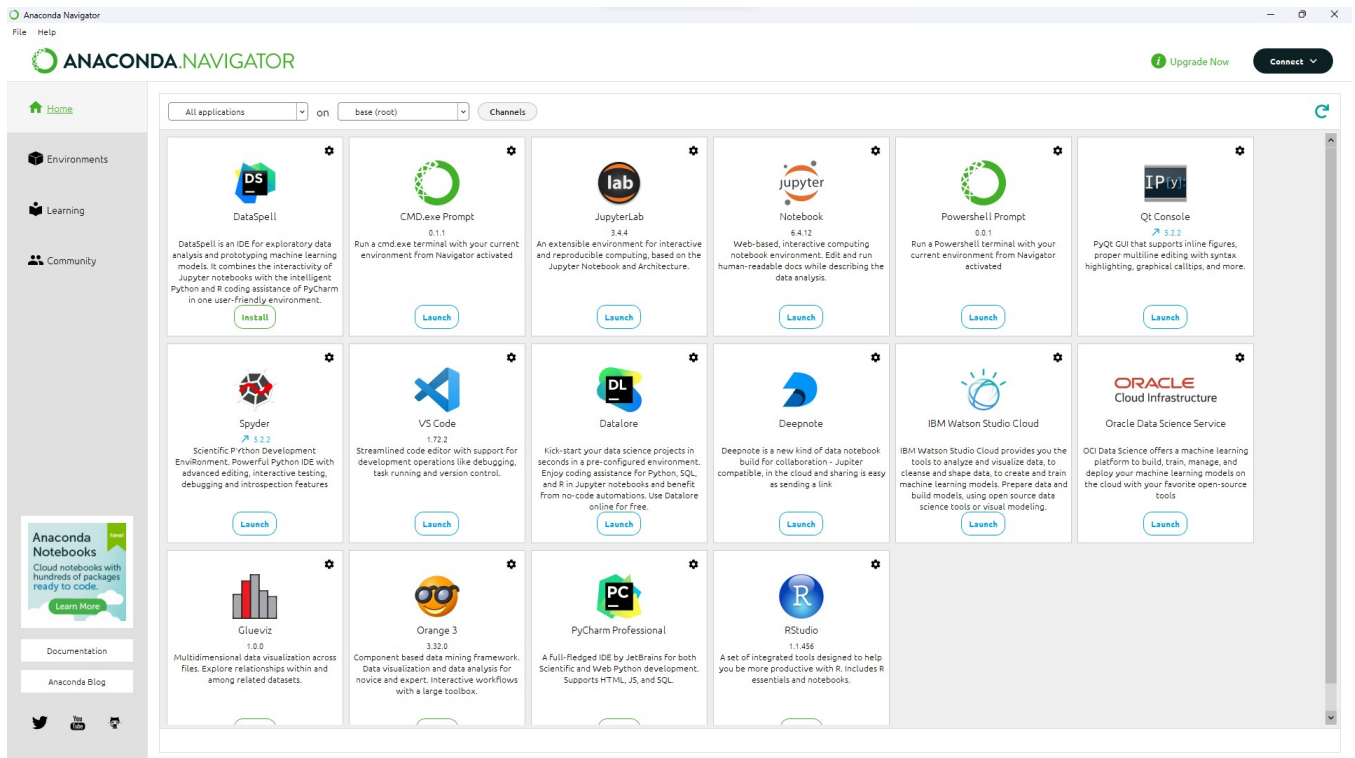 Anaconda Navigator
File Help
ANACONDA.NAVIGATOR
Upgrade Now
Connect
Home
Environments
Learning
Community
All applications
on
base (root)
Channels
DS
DataSpell
DataSpell is an IDE for exploratory data
analysis and prototyping machine learning
models. It combines the interactivity of
Jupyter notebooks with the intelligent
Python and R coding assistance of PyCharm
in one user-friendly environment.
Install
CMD.exe Prompt
0.1.1
Run a cmd.exe terminal with your current
environment from Navigator activated
Launch
lab
JupyterLab
3.4.4
An extensible environment for interactive
and reproducible computing, based on the
Jupyter Notebook and Architecture.
Launch
jupyter
Notebook
6.4.12
Web-based, interactive computing
notebook environment. Edit and run
human-readable docs while describing the
data analysis.
Launch
Powershell Prompt
0.0.1
Run a Powershell terminal with your
current environment from Navigator
activated
Launch
IP[y]:
Qt Console
5.2.2
PyQt GUI that supports inline figures,
proper multiline editing with syntax
highlighting, graphical calltips, and more.
Launch
Spyder
5.2.2
Scientific PYthon Development
EnviRonment. Powerful Python IDE with
advanced editing, interactive testing,
debugging and introspection features
Launch
VS Code
1.72.2
Streamlined code editor with support for
development operations like debugging,
task running and version control.
Launch
DL
Datalore
Kick-start your data science projects in
seconds in a pre-configured environment.
Enjoy coding assistance for Python, SQL,
and R in Jupyter notebooks and benefit
from no-code automations. Use Datalore
online for free.
Launch
Deepnote
Deepnote is a new kind of data notebook
build for collaboration - Jupiter
compatible, in the cloud and sharing is easy
as sending a link
Launch
IBM Watson Studio Cloud
IBM Watson Studio Cloud provides you the
tools to analyze and visualize data, to
cleanse and shape data, to create and train
machine learning models. Prepare data and
build models, using open source data
science tools or visual modeling.
Launch
ORACLE
Cloud Infrastructure
Oracle Data Science Service
OCI Data Science offers a machine learning
platform to build, train, manage, and
deploy your machine learning models on
the cloud with your favorite open-source
tools
Launch
Glueviz
1.0.0
Multidimensional data visualization across
files. Explore relationships within and
among related datasets.
Orange 3
3.32.0
Component based data mining framework.
Data visualization and data analysis for
novice and expert. Interactive workflows
with a large toolbox.
PC
PyCharm Professional
A full-fledged IDE by JetBrains for both
Scientific and Web Python development.
Supports HTML, JS, and SQL.
R
RStudio
1.1.456
A set of integrated tools designed to help
you be more productive with R. Includes R
essentials and notebooks.
Anaconda
Notebooks
New!
Cloud notebooks with
hundreds of packages
ready to code.
Learn More
Documentation
Anaconda Blog
You
Tube